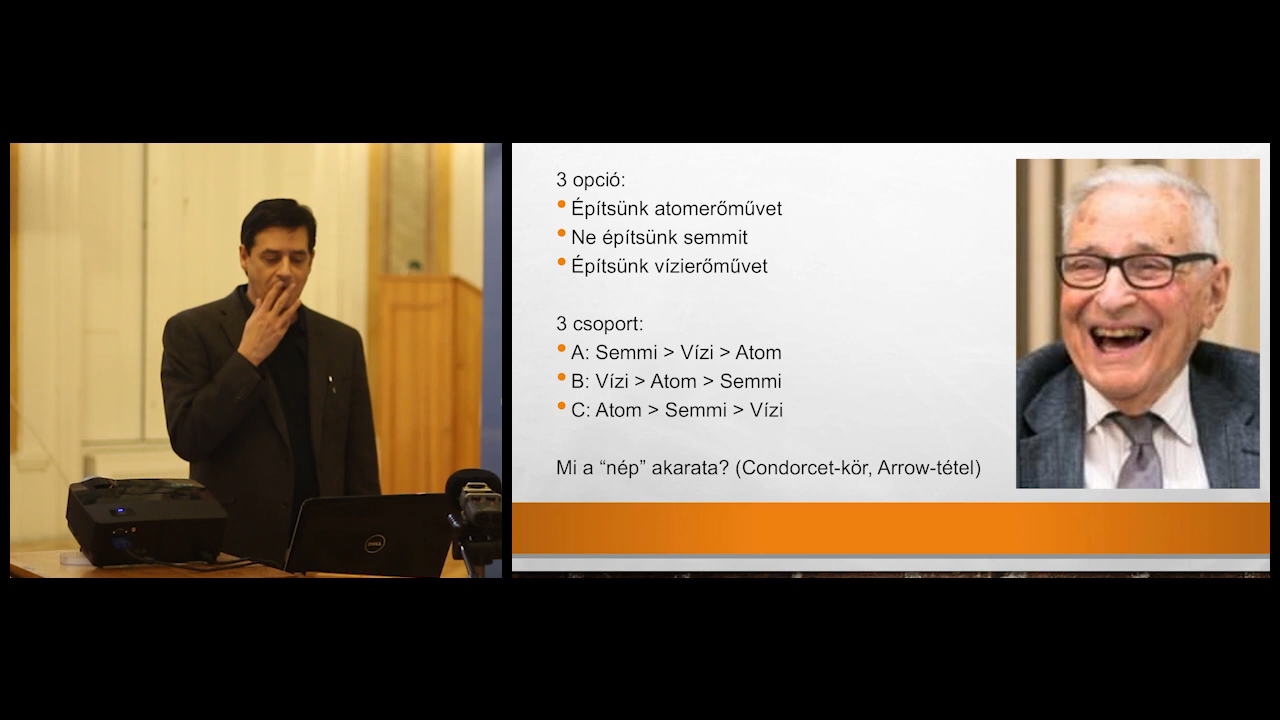 3 opció:
Építsünk atomerőművet
Ne építsünk semmit
Építsünk vízierőművet
3 csoport:
A: Semmi > Vízi > Atom
B: Vízi > Atom > Semmi
C: Atom > Semmi > Vízi
Mi a “nép” akarata? (Condorcet-kör, Arrow-tétel)
DELL